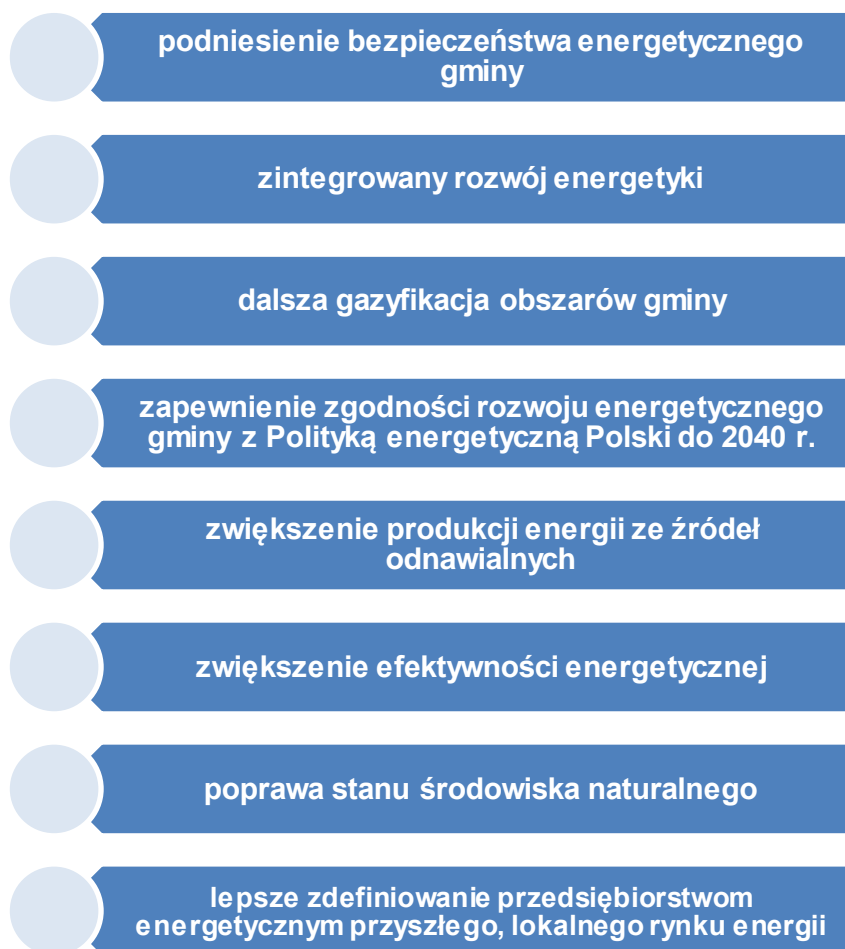 podniesienie bezpieczeństwa energetycznego
gminy
zintegrowany rozwój energetyki
dalsza gazyfikacja obszarów gminy
zapewnienie zgodności rozwoju energetycznego
gminy z Polityką energetyczną Polski do 2040 r.
zwiększenie produkcji energii ze źródeł
odnawialnych
zwiększenie efektywności energetycznej
poprawa stanu środowiska naturalnego
lepsze zdefiniowanie przedsiębiorstwom
energetycznym przyszłego, lokalnego rynku energii